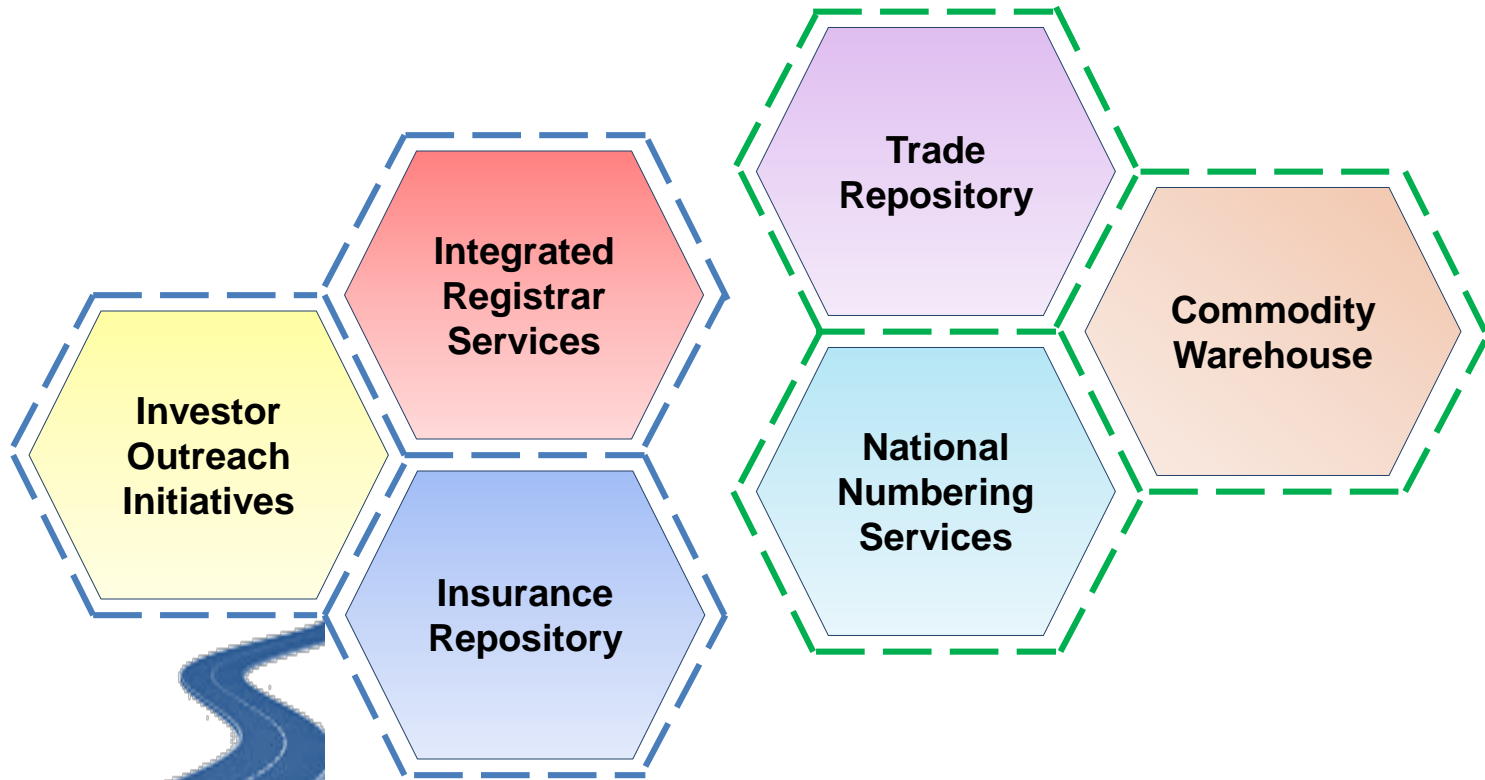 Investor
Outreach
Initiatives
Integrated
Registrar
Services
Insurance
Repository
Trade
Repository
National
Numbering
Services
Commodity
Warehouse